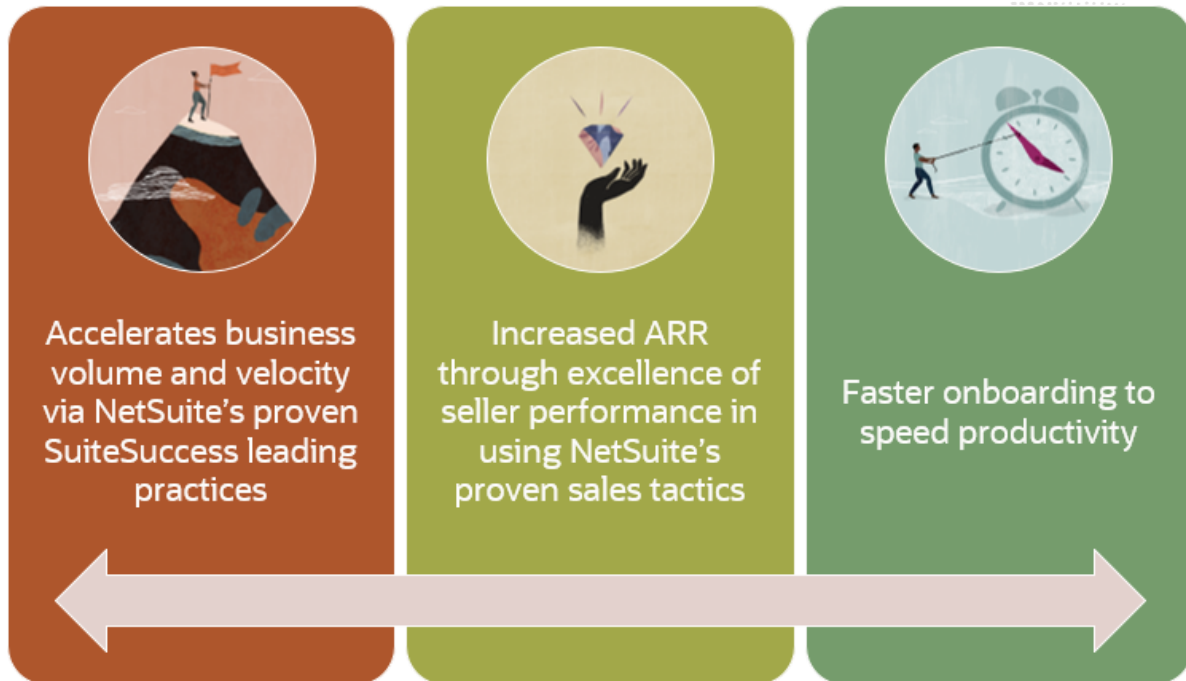 Accelerates business
volume and velocity
via NetSuite’s proven
SuiteSuccess leading
practices
Increased ARR
through excellence of
seller performance in
using NetSuite’s
proven sales tactics
Faster onboarding to
speed productivity